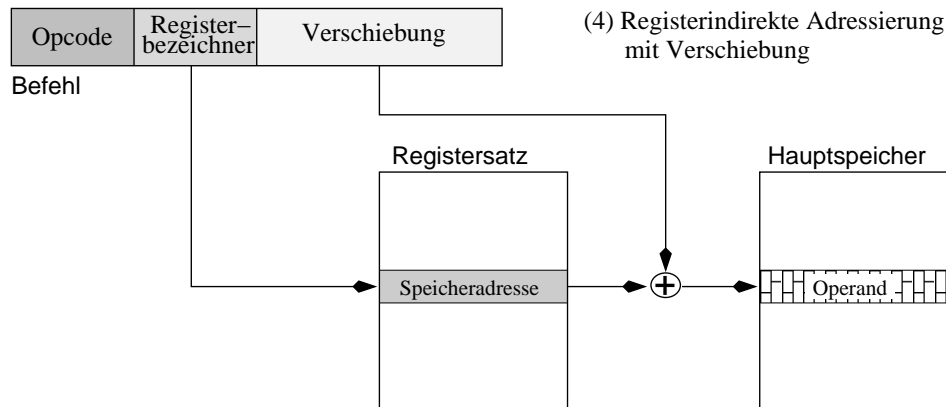 Opcode
Register–
bezeichner
Verschiebung
(4) Registerindirekte Adressierung
mit Verschiebung
Befehl
Registersatz
Hauptspeicher
Speicheradresse
+
Operand